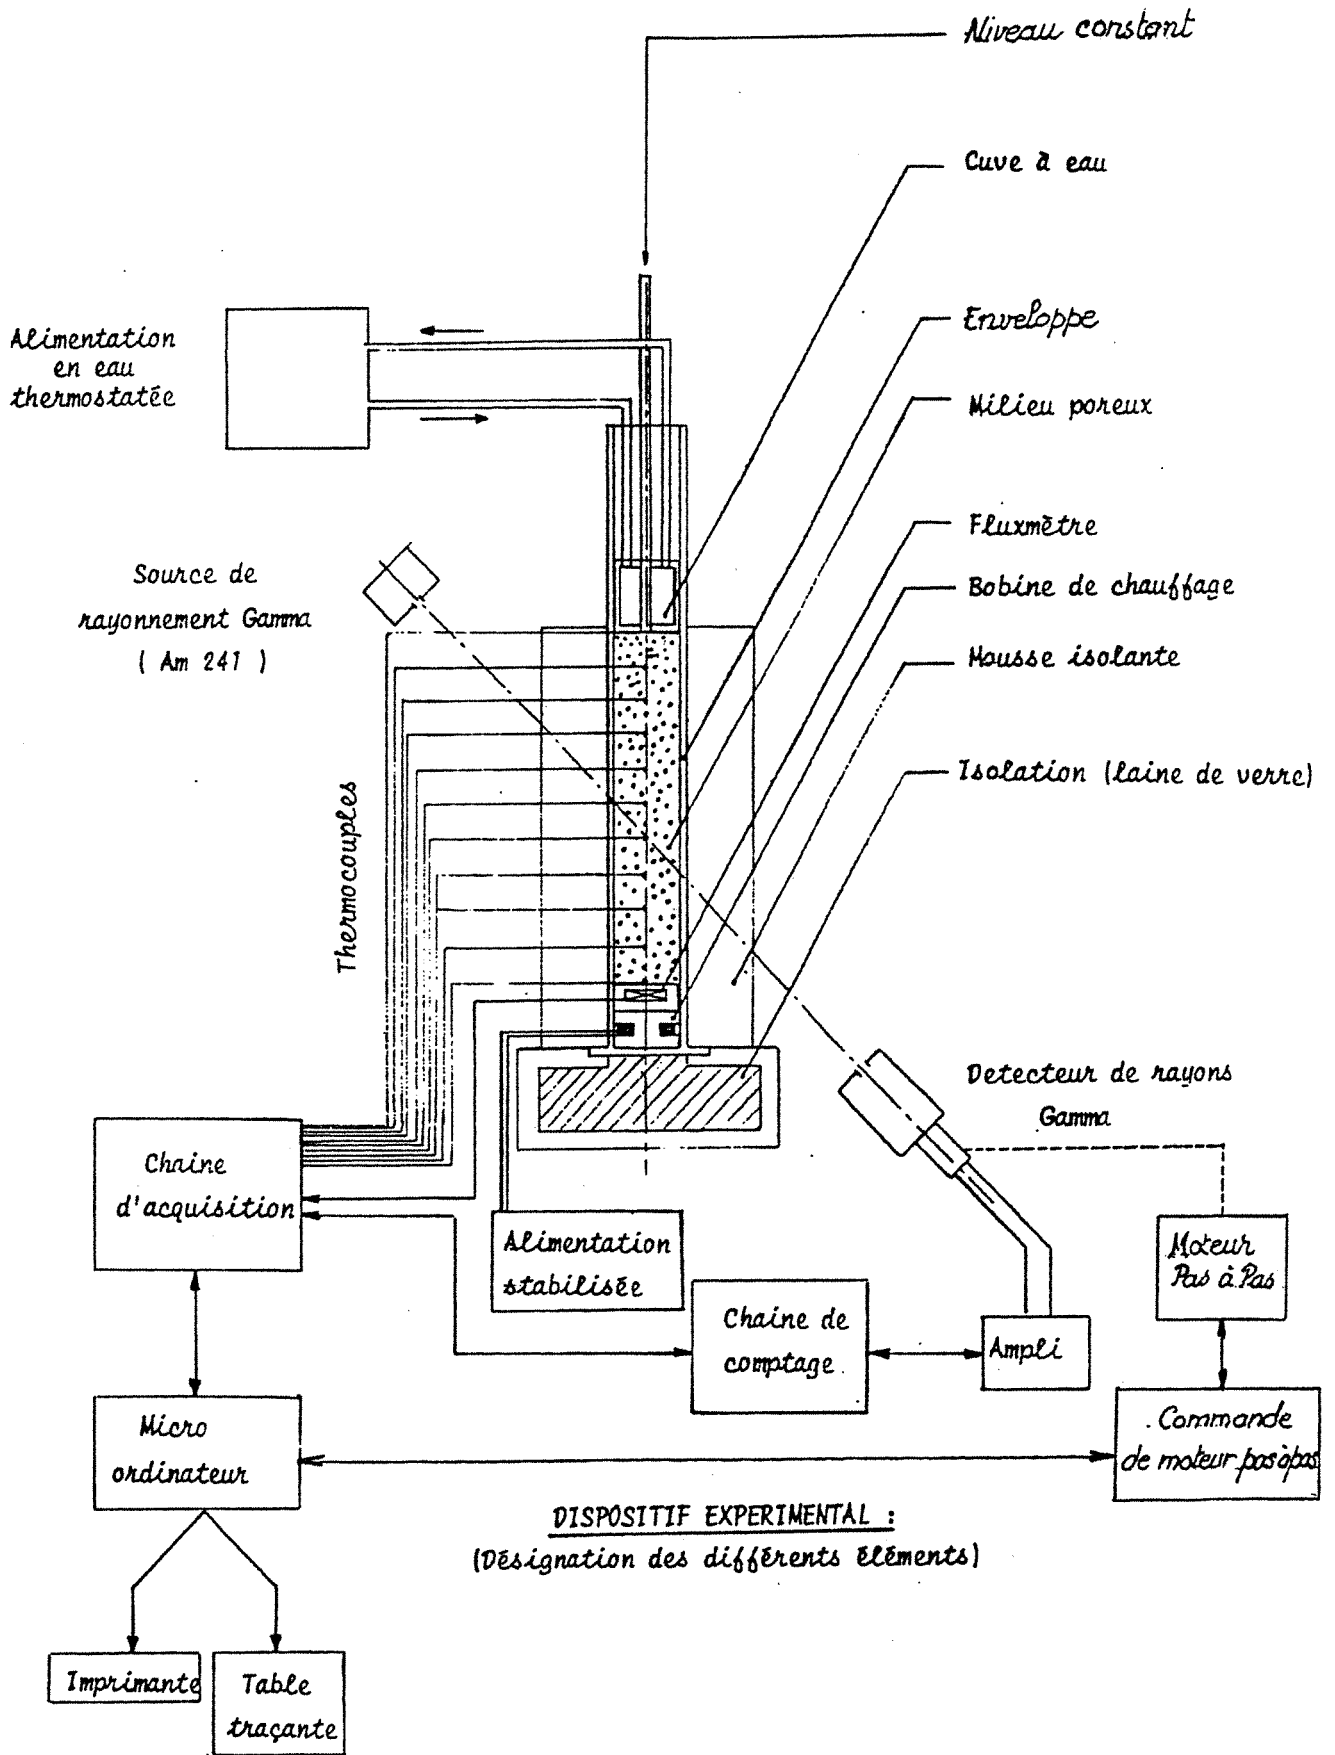 Niveau constant
Cuve à eau
Enveloppe
Milieu poreux
Fluxmètre
Bobine de chauffage
Mousse isolante
Isolation (laine de verre)
Alimentation
en eau
thermostatée
Source de
rayonnement Gamma
( Am 241 )
Thermocouples
Detecteur de rayons
Gamma
Chaine
d'acquisition
Alimentation
stabilisée
Moteur
Pas à Pas
Chaine de
comptage
Ampli
Micro
ordinateur
Commande
de moteur pas à pas
DISPOSITIF EXPERIMENTAL :
(Désignation des différents éléments)
Imprimante
Table
traçante